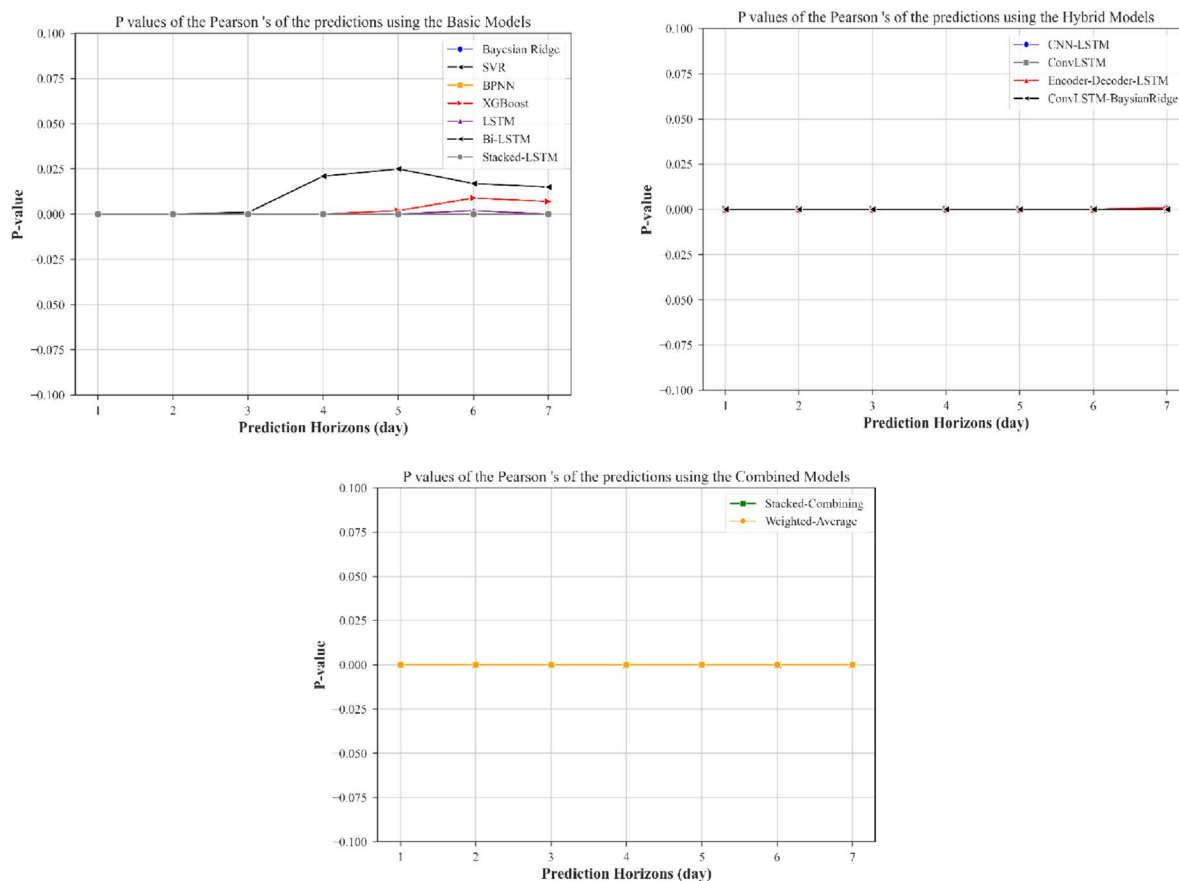 P values of the Pearson 's of the predictions using the Basic Models
0.100
0.075
0.050
0.025
0.000
−0.025
−0.050
−0.075
−0.100
P-value
Bayesian Ridge
SVR
BPNN
XGBoost
LSTM
Bi-LSTM
Stacked-LSTM
1 2 3 4 5 6 7
Prediction Horizons (day)
P values of the Pearson 's of the predictions using the Hybrid Models
0.100
0.075
0.050
0.025
0.000
−0.025
−0.050
−0.075
−0.100
P-value
CNN-LSTM
ConvLSTM
Encoder-Decoder-LSTM
ConvLSTM-BaysianRidge
1 2 3 4 5 6 7
Prediction Horizons (day)
P values of the Pearson 's of the predictions using the Combined Models
0.100
0.075
0.050
0.025
0.000
−0.025
−0.050
−0.075
−0.100
P-value
Stacked-Combining
Weighted-Average
1 2 3 4 5 6 7
Prediction Horizons (day)